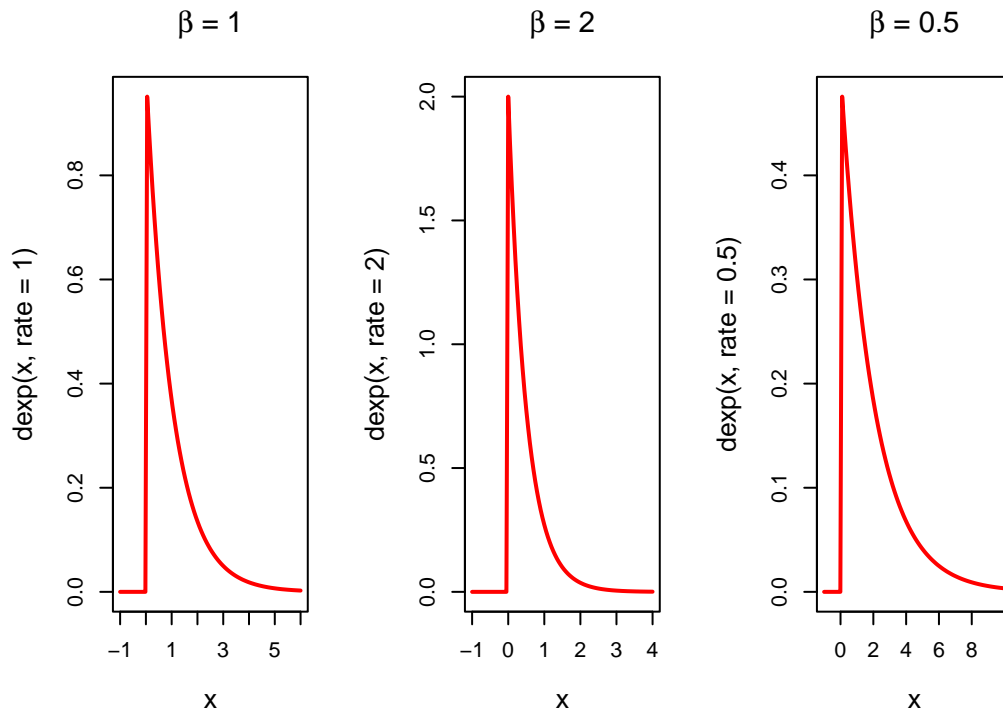 β = 1
dexp(x, rate = 1)
0.0 0.2 0.4 0.6 0.8
−1 1 3 5
x
β = 2
dexp(x, rate = 2)
0.0 0.5 1.0 1.5 2.0
−1 0 1 2 3 4
x
β = 0.5
dexp(x, rate = 0.5)
0.0 0.1 0.2 0.3 0.4
0 2 4 6 8
x